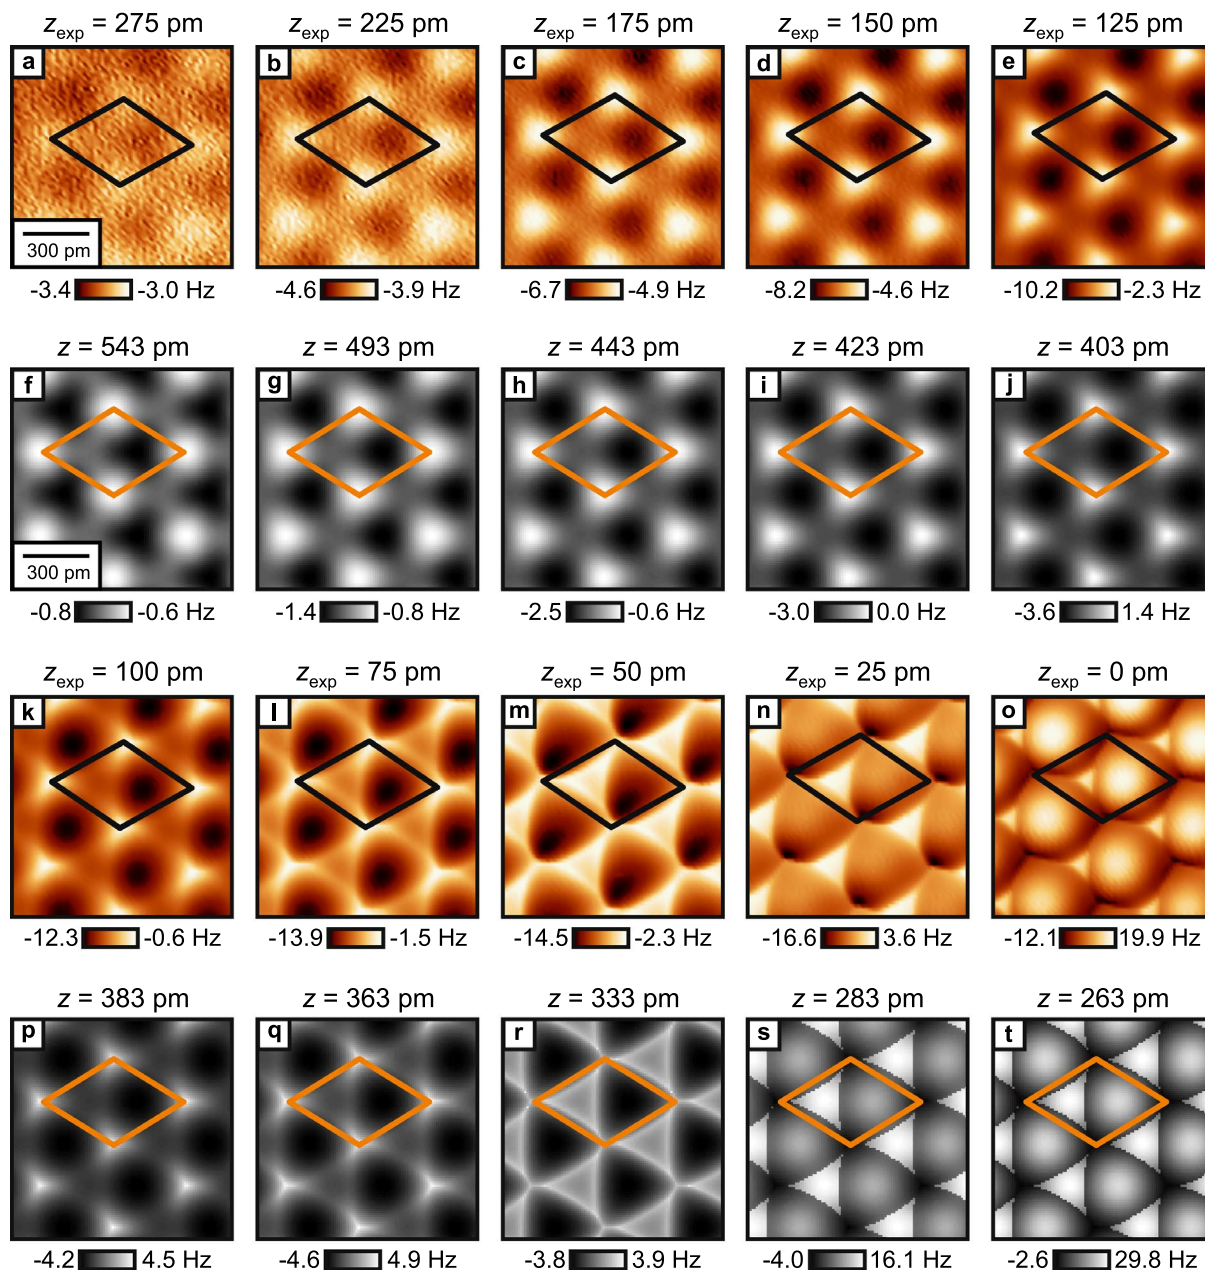 z_exp = 275 pm z_exp = 225 pm z_exp = 175 pm z_exp = 150 pm z_exp = 125 pm
a b c d e
300 pm
-3.4 -3.0 Hz -4.6 -3.9 Hz -6.7 -4.9 Hz -8.2 -4.6 Hz -10.2 -2.3 Hz
z = 543 pm z = 493 pm z = 443 pm z = 423 pm z = 403 pm
f g h i j
300 pm
-0.8 -0.6 Hz -1.4 -0.8 Hz -2.5 -0.6 Hz -3.0 0.0 Hz -3.6 1.4 Hz
z_exp = 100 pm z_exp = 75 pm z_exp = 50 pm z_exp = 25 pm z_exp = 0 pm
k l m n o
-12.3 -0.6 Hz -13.9 -1.5 Hz -14.5 -2.3 Hz -16.6 3.6 Hz -12.1 19.9 Hz
z = 383 pm z = 363 pm z = 333 pm z = 283 pm z = 263 pm
p q r s t
-4.2 4.5 Hz -4.6 4.9 Hz -3.8 3.9 Hz -4.0 16.1 Hz -2.6 29.8 Hz